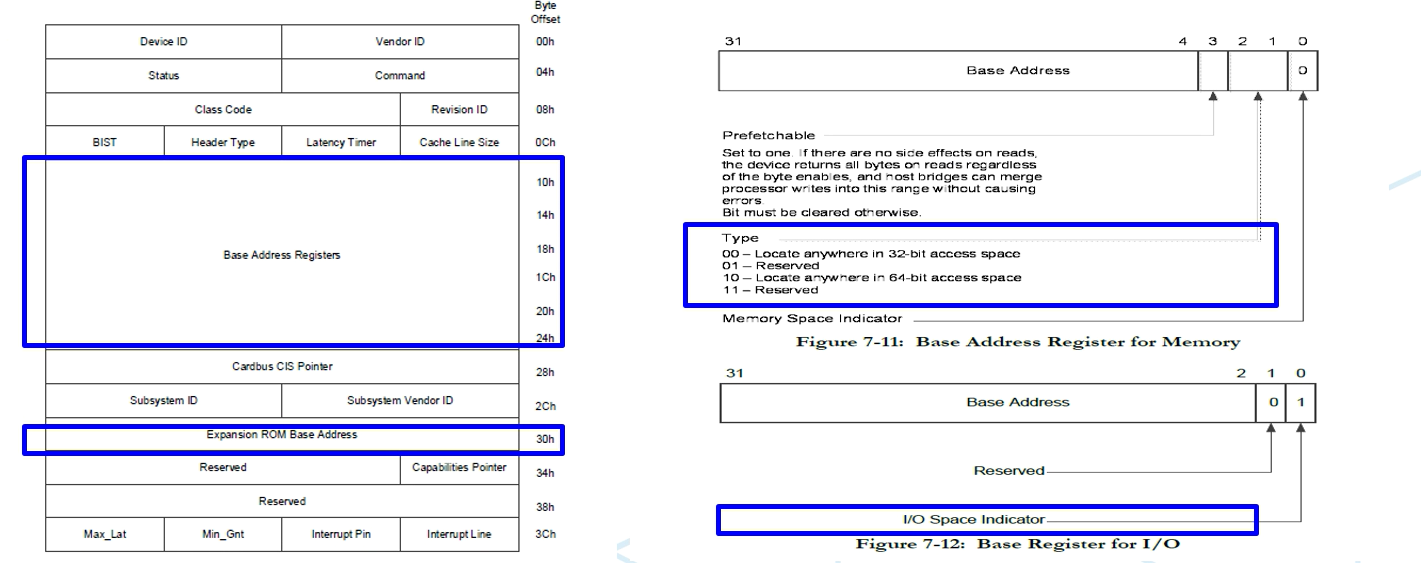 Byte
Offset
Device ID Vendor ID 00h
Status Command 04h
Class Code Revision ID 08h
BIST Header Type Latency Timer Cache Line Size 0Ch
10h
14h
18h
Base Address Registers
1Ch
20h
24h
Cardbus CIS Pointer 28h
Subsystem ID Subsystem Vendor ID 2Ch
Expansion ROM Base Address 30h
Reserved Capabilities Pointer 34h
Reserved 38h
Max_Lat Min_Gnt Interrupt Pin Interrupt Line 3Ch
31 4 3 2 1 0
Base Address 0
Prefetchable
Set to one. If there are no side effects on reads,
the device returns all bytes on reads regardless
of the byte enables, and host bridges can merge
processor writes into this range without causing
errors.
Bit must be cleared otherwise.
Type
00 – Locate anywhere in 32-bit access space
01 – Reserved
10 – Locate anywhere in 64-bit access space
11 – Reserved
Memory Space Indicator
Figure 7-11: Base Address Register for Memory
31 2 1 0
Base Address 0 1
Reserved
I/O Space Indicator
Figure 7-12: Base Register for I/O